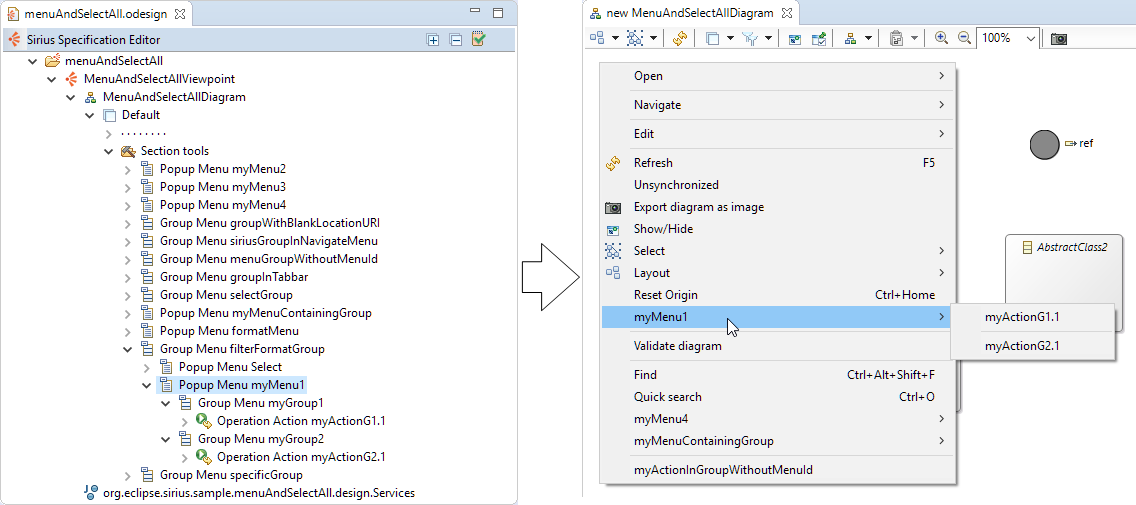 menuAndSelectAll.odesign
Sirius Specification Editor
menuAndSelectAll
MenuAndSelectAllViewpoint
MenuAndSelectAllDiagram
Default
........
Section tools
Popup Menu myMenu2
Popup Menu myMenu3
Popup Menu myMenu4
Group Menu groupWithBlankLocationURI
Group Menu siriusGroupInNavigateMenu
Group Menu menuGroupWithoutMenuId
Group Menu groupInTabbar
Group Menu selectGroup
Popup Menu myMenuContainingGroup
Popup Menu formatMenu
Group Menu filterFormatGroup
Popup Menu Select
Popup Menu myMenu1
Group Menu myGroup1
Operation Action myActionG1.1
Group Menu myGroup2
Operation Action myActionG2.1
Group Menu specificGroup
org.eclipse.sirius.sample.menuAndSelectAll.design.Services
new MenuAndSelectAllDiagram
100%
Open
Navigate
Edit
Refresh F5
Unsynchronized
Export diagram as image
Show/Hide
Select
Layout
Reset Origin Ctrl+Home
myMenu1
Validate diagram
Find Ctrl+Alt+Shift+F
Quick search Ctrl+O
myMenu4
myMenuContainingGroup
myActionInGroupWithoutMenuId
myActionG1.1
myActionG2.1
ref
AbstractClass2